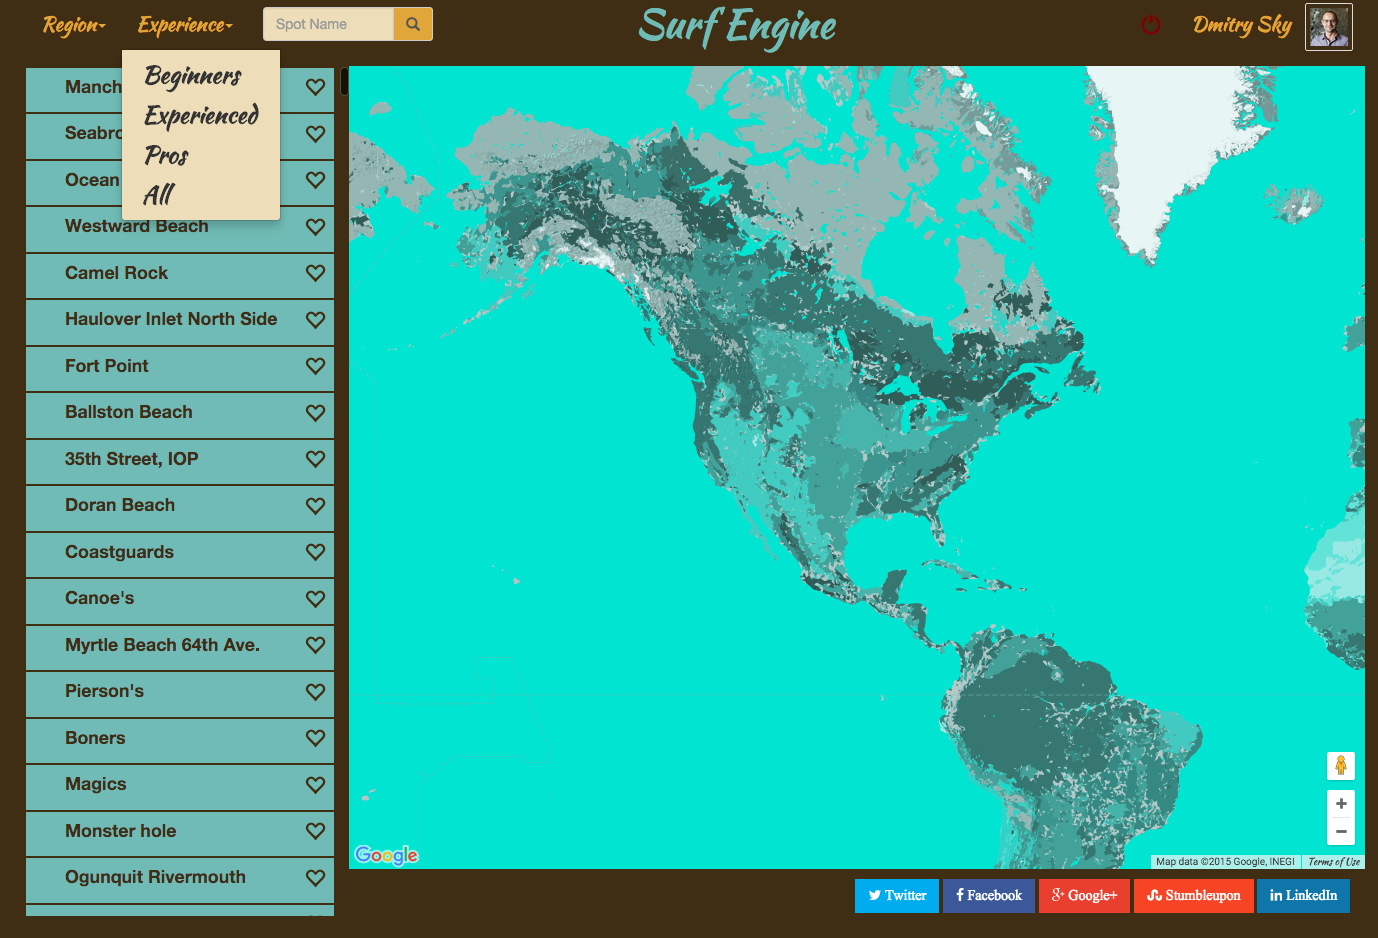 Region
Experience
Spot Name
Surf Engine
Dmitry Sky
Beginners
Experienced
Pros
All
Manch
Seabro
Ocean
Westward Beach
Camel Rock
Haulover Inlet North Side
Fort Point
Ballston Beach
35th Street, IOP
Doran Beach
Coastguards
Canoe's
Myrtle Beach 64th Ave.
Pierson's
Boners
Magics
Monster hole
Ogunquit Rivermouth
Google
Map data ©2015 Google, INEGI
Terms of Use
Twitter
Facebook
Google+
Stumbleupon
LinkedIn